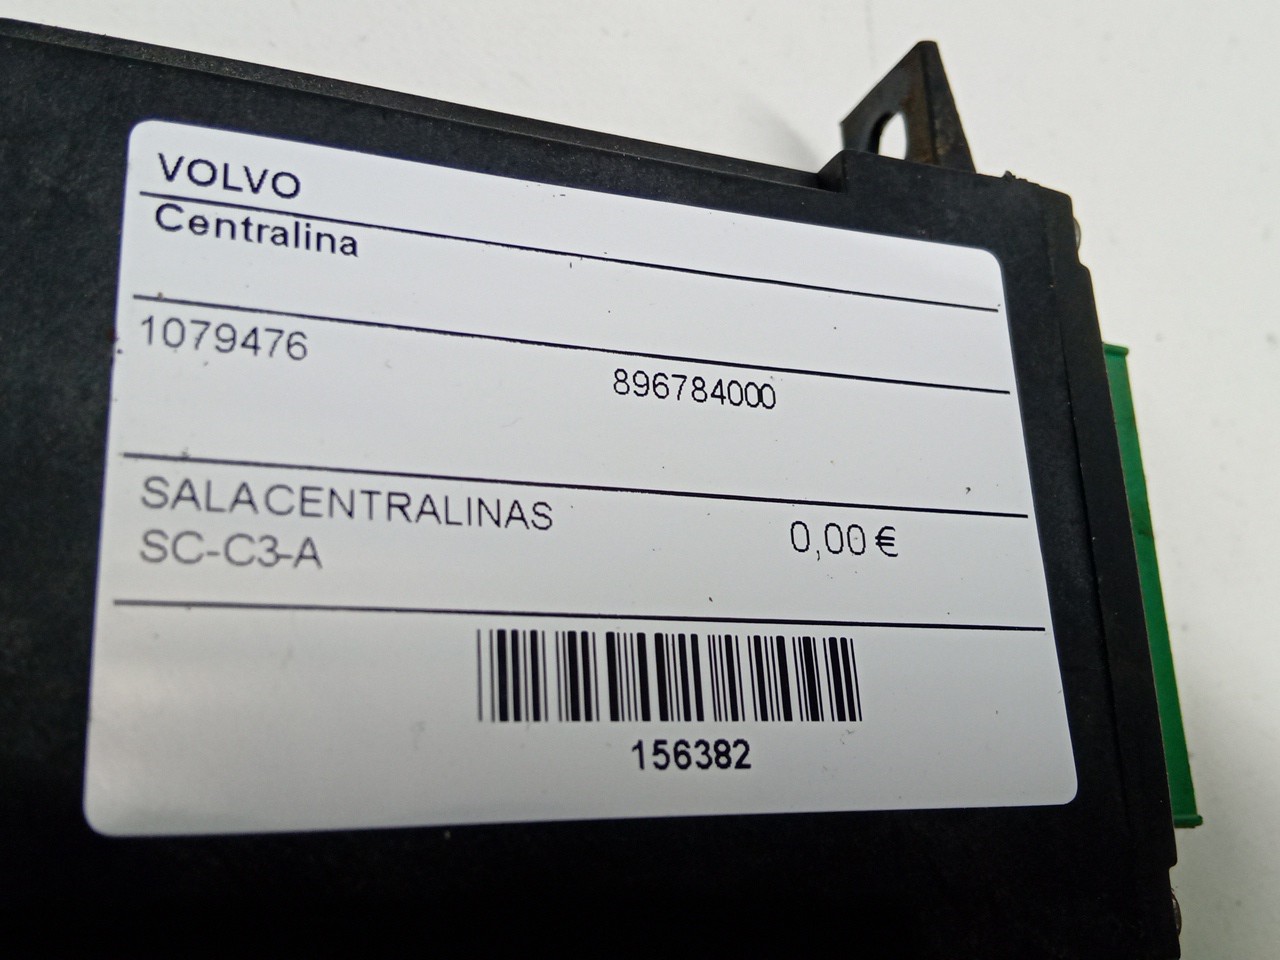 VOLVO
Centralina
1079476
896784000
SALACENTRALINAS
SC-C3-A
0,00 €
156382